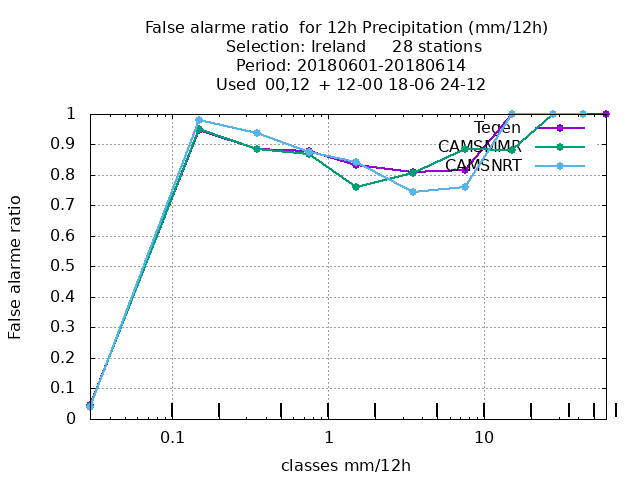 False alarme ratio  for 12h Precipitation (mm/12h)
Selection: Ireland     28 stations
Period: 20180601-20180614
Used  00,12  + 12-00 18-06 24-12
1
0.9
0.8
0.7
0.6
0.5
0.4
0.3
0.2
0.1
0
False alarme ratio
Tegen
CAMSNMR
CAMSNRT
0.1
1
10
classes mm/12h